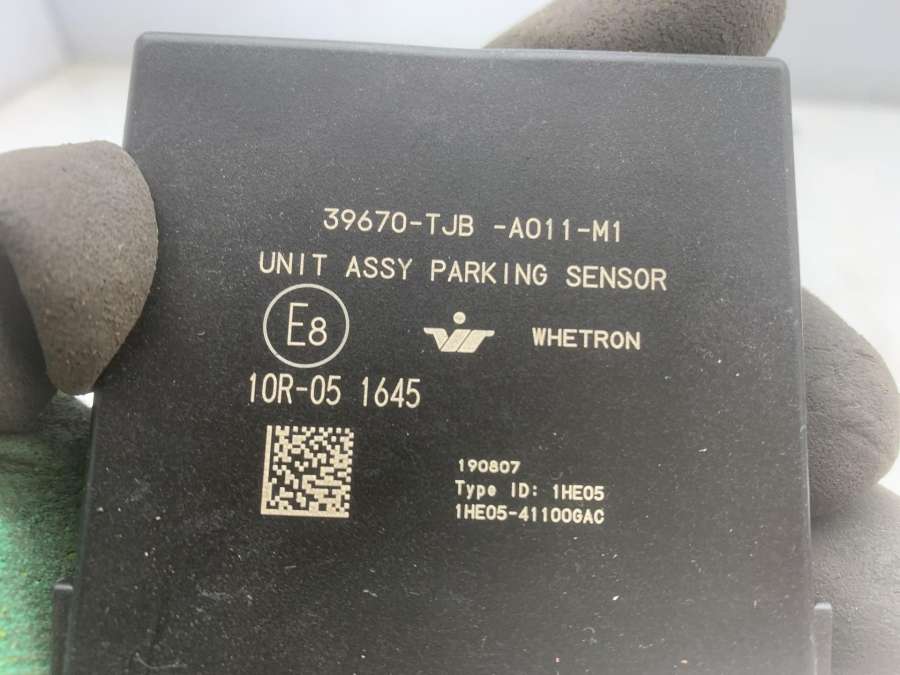 39670-TJB -A011-M1
UNIT ASSY PARKING SENSOR
E8
WHETRON
10R-05 1645
190807
Type ID: 1HE05
1HE05-41100GAC